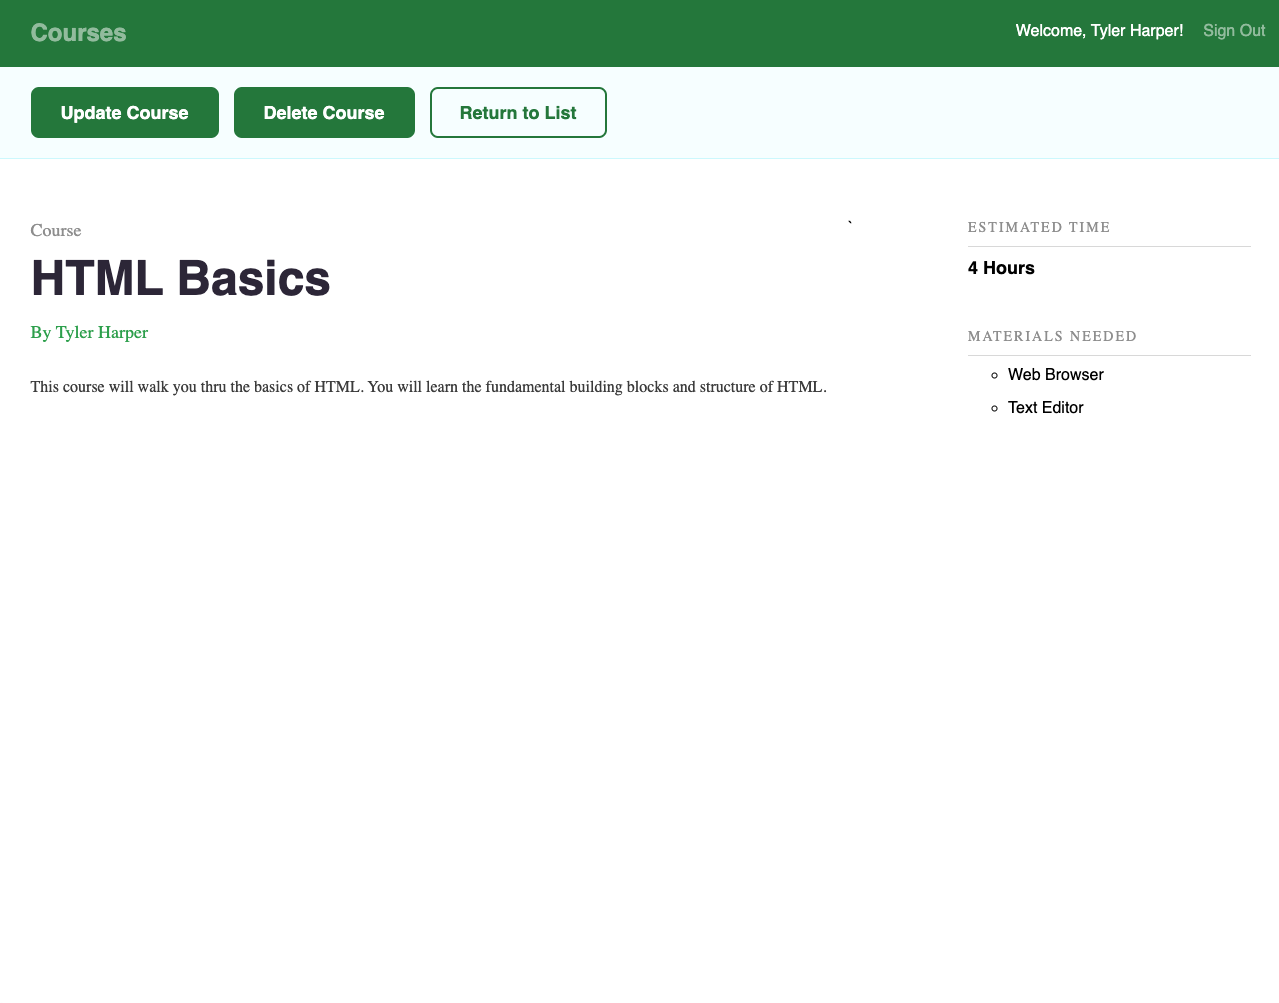 Courses
Welcome, Tyler Harper! Sign Out
Update Course Delete Course Return to List
Course
HTML Basics
By Tyler Harper
This course will walk you thru the basics of HTML. You will learn the fundamental building blocks and structure of HTML.
`
ESTIMATED TIME
4 Hours
MATERIALS NEEDED
Web Browser
Text Editor